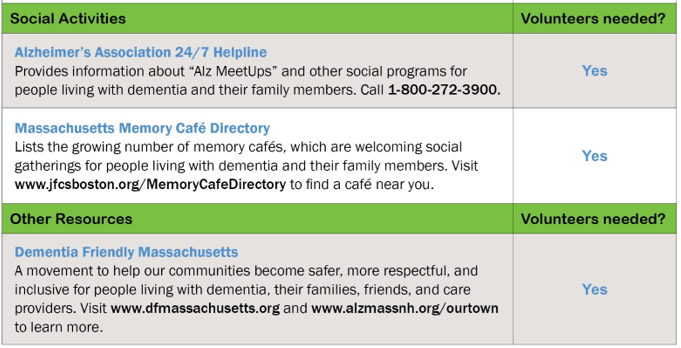 Social Activities
Volunteers needed?
Alzheimer's Association 24/7 Helpline
Provides information about “Alz MeetUps” and other social programs for
people living with dementia and their family members. Call 1-800-272-3900.
Yes
Massachusetts Memory Café Directory
Lists the growing number of memory cafés, which are welcoming social
gatherings for people living with dementia and their family members. Visit
www.jfcsboston.org/MemoryCafeDirectory to find a café near you.
Yes
Other Resources
Volunteers needed?
Dementia Friendly Massachusetts
A movement to help our communities become safer, more respectful, and
inclusive for people living with dementia, their families, friends, and care
providers. Visit www.dfmassachusetts.org and www.alzmassnh.org/ourtown
to learn more.
Yes